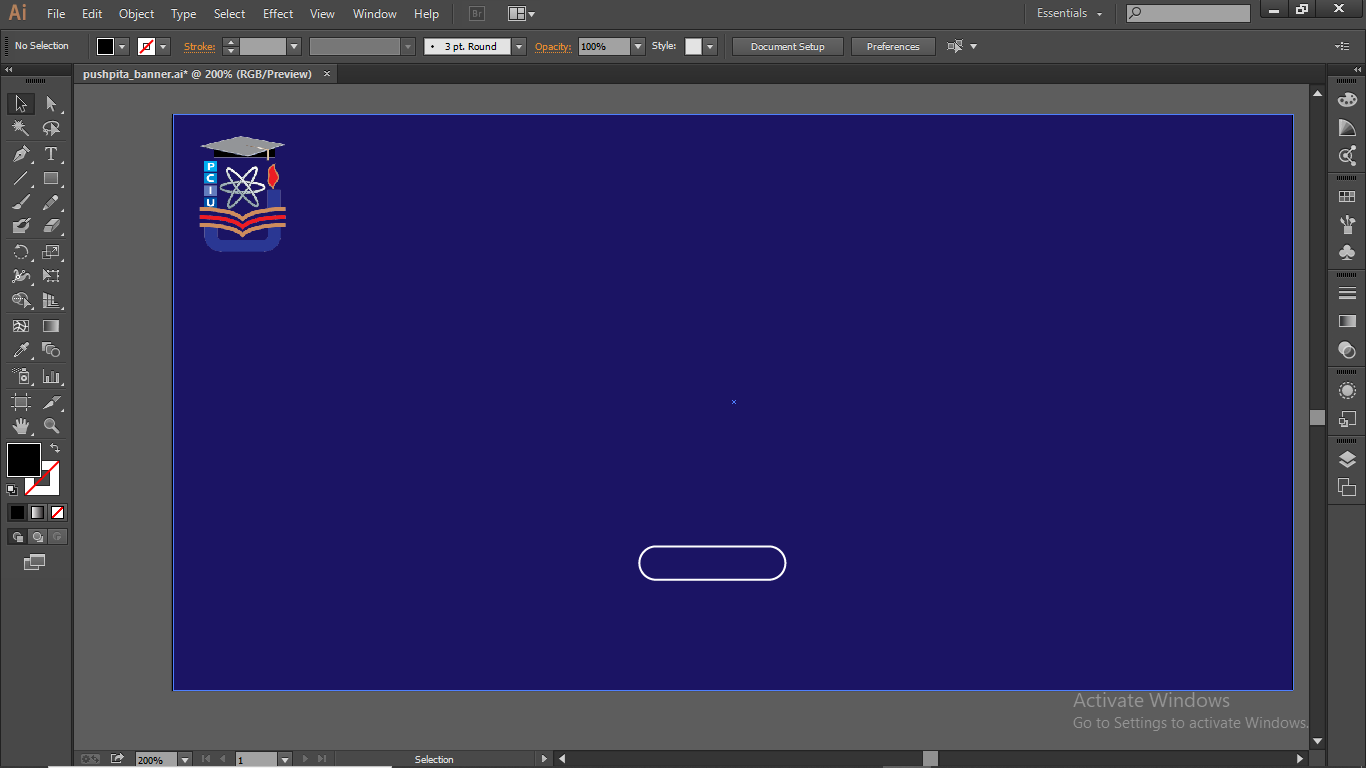 Ai File Edit Object Type Select Effect View Window Help Br Essentials
No Selection Stroke: 3 pt. Round Opacity: 100% Style: Document Setup Preferences
pushpita_banner.ai* @ 200% (RGB/Preview) ×
P
C
I
U
T
Activate Windows
Go to Settings to activate Windows.
200% 1 Selection